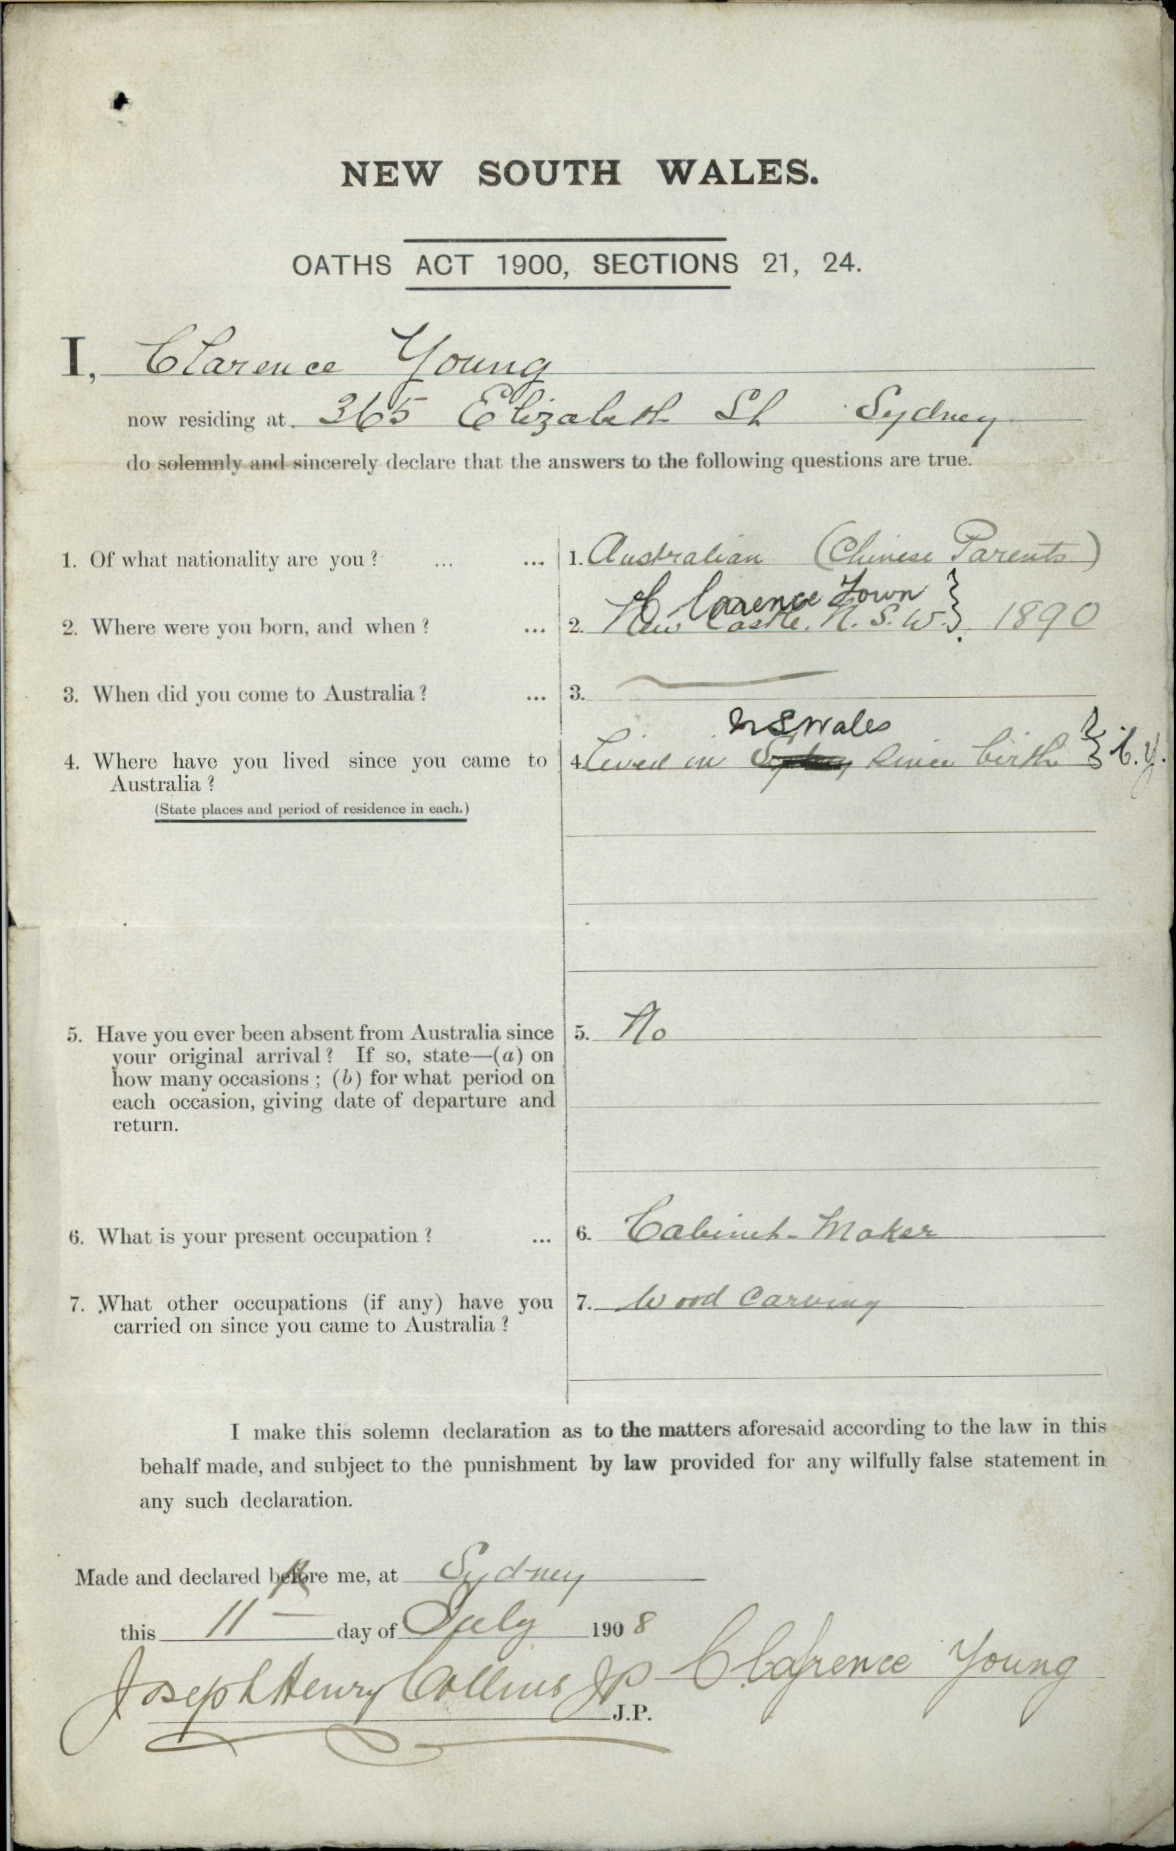 NEW SOUTH WALES.
OATHS ACT 1900, SECTIONS 21, 24.
I, Clarence Young
now residing at 365 Elizabeth St Sydney
do solemnly and sincerely declare that the answers to the following questions are true.
1. Of what nationality are you? ... ... 1. Australian (Chinese Parents)
Clarence Town }
2. Where were you born, and when? ... 2. New Castle. N. S. W. } 1890
3. When did you come to Australia? ... 3. —
N S Wales
4. Where have you lived since you came to 4. Lived in Sydney since birth } C. Y.
Australia?
(State places and period of residence in each.)
5. Have you ever been absent from Australia since 5. No
your original arrival? If so, state—(a) on
how many occasions; (b) for what period on
each occasion, giving date of departure and
return.
6. What is your present occupation? ... 6. Cabinet-Maker
7. What other occupations (if any) have you 7. Wood Carving
carried on since you came to Australia?
I make this solemn declaration as to the matters aforesaid according to the law in this
behalf made, and subject to the punishment by law provided for any wilfully false statement in
any such declaration.
Made and declared before me, at Sydney
this 11 — day of July 1908
Joseph Henry Collins JP Clarence Young
J.P.